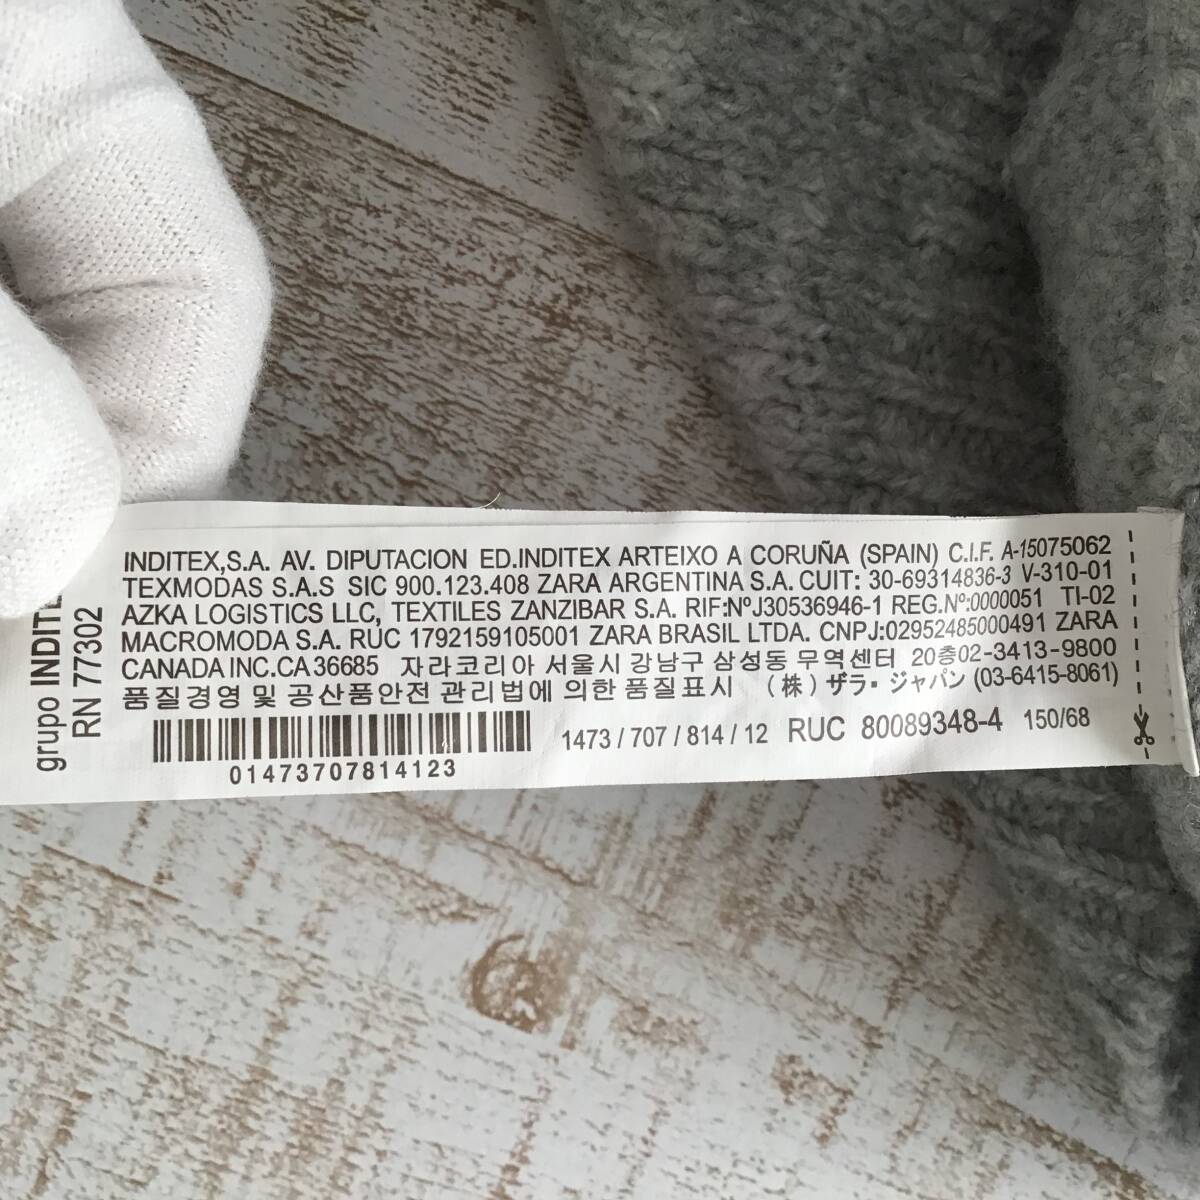 grupo INDITE
RN 77302
INDITEX,S.A. AV. DIPUTACION ED.INDITEX ARTEIXO A CORUÑA (SPAIN) C.I.F. A-15075062
TEXMODAS S.A.S SIC 900.123.408 ZARA ARGENTINA S.A. CUIT: 30-69314836-3 V-310-01
AZKA LOGISTICS LLC, TEXTILES ZANZIBAR S.A. RIF:NºJ30536946-1 REG.Nº:0000051 TI-02
MACROMODA S.A. RUC 1792159105001 ZARA BRASIL LTDA. CNPJ:02952485000491 ZARA
CANADA INC.CA 36685 자라코리아 서울시 강남구 삼성동 무역센터 20층02-3413-9800
품질경영 및 공산품안전 관리법에 의한 품질표시 (株) ザラ・ジャパン (03-6415-8061)
01473707814123
1473 / 707 / 814 / 12 RUC 80089348-4 150/68